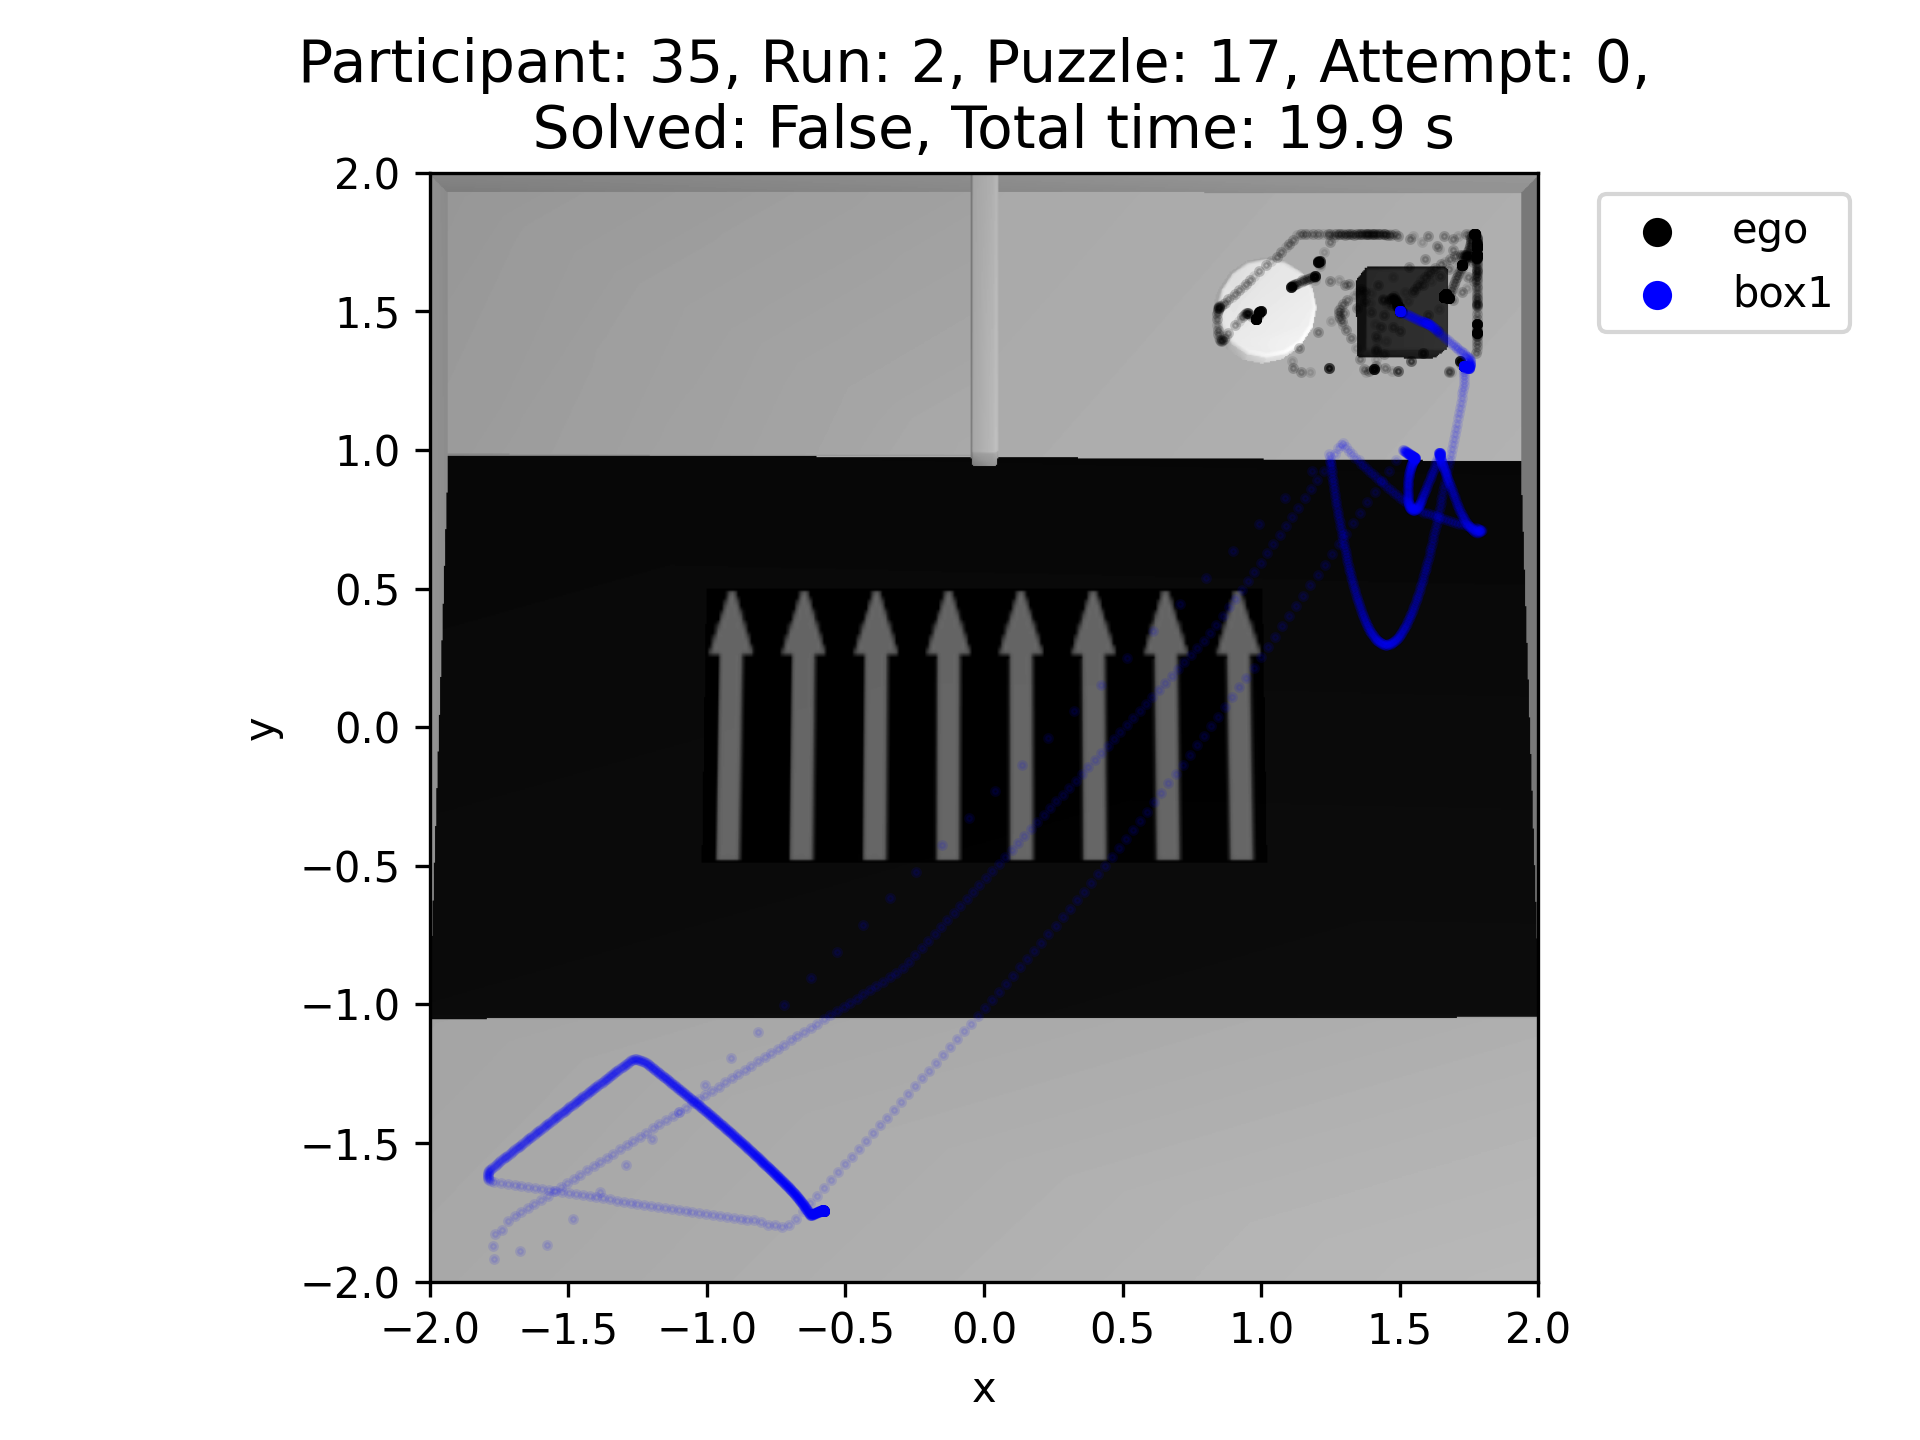 Participant: 35, Run: 2, Puzzle: 17, Attempt: 0,
Solved: False, Total time: 19.9 s
2.0
1.5
1.0
0.5
0.0
−0.5
−1.0
−1.5
−2.0
y
−2.0 −1.5 −1.0 −0.5 0.0 0.5 1.0 1.5 2.0
x
ego
box1